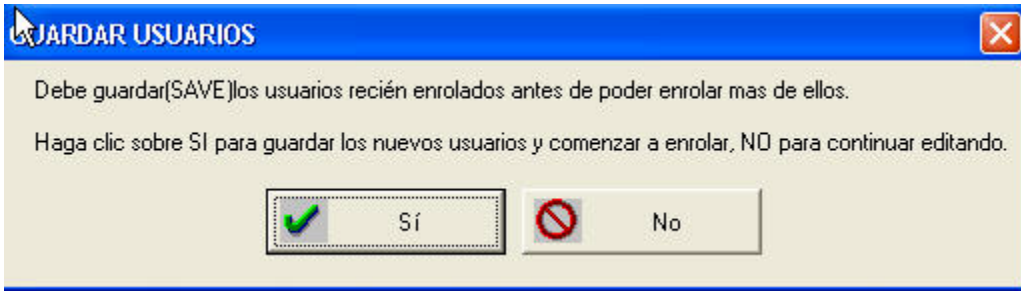 GUARDAR USUARIOS
Debe guardar(SAVE)los usuarios recién enrolados antes de poder enrolar mas de ellos.
Haga clic sobre SI para guardar los nuevos usuarios y comenzar a enrolar, NO para continuar editando.
Sí
No